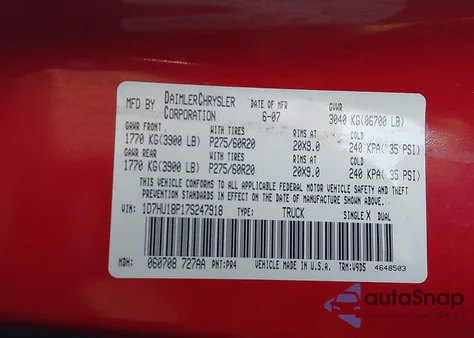 MFD BY DAIMLERCHRYSLER CORPORATION DATE OF MFR 6-07 GVWR 3040 KG(06700 LB)
GAWR FRONT WITH TIRES RIMS AT COLD
1770 KG(3900 LB) P275/60R20 20X9.0 240 KPA( 35 PSI)
GAWR REAR WITH TIRES RIMS AT COLD
1770 KG(3900 LB) P275/60R20 20X9.0 240 KPA( 35 PSI)
THIS VEHICLE CONFORMS TO ALL APPLICABLE FEDERAL MOTOR VEHICLE SAFETY AND THEFT
PREVENTION STANDARDS IN EFFECT ON THE DATE OF MANUFACTURE SHOWN ABOVE.
VIN: 1D7HU18P17S247918 TYPE: TRUCK SINGLE X DUAL
MDH: 060708 727AA PNT: PR4 VEHICLE MADE IN U.S.A. TRM: V9D5 4648503
autoSnap